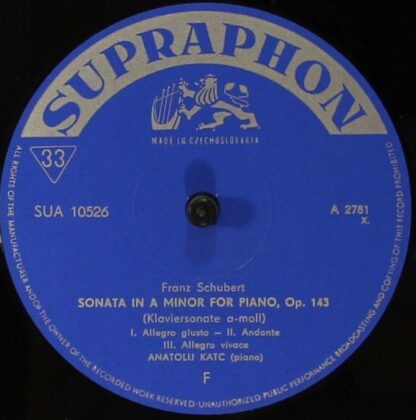 SUPRAPHON
MADE IN CZECHOSLOVAKIA
33
SUA 10526
A 2781
x.
Franz Schubert
SONATA IN A MINOR FOR PIANO, Op. 143
(Klaviersonate a-moll)
I. Allegro giusto – II. Andante
III. Allegro vivace
ANATOLIJ KATC (piano)
F
ALL RIGHTS OF THE MANUFACTURER AND OF THE OWNER OF THE RECORDED WORK RESERVED·UNAUTHORIZED PUBLIC PERFORMANCE BROADCASTING AND COPYING OF THIS RECORD PROHIBITED